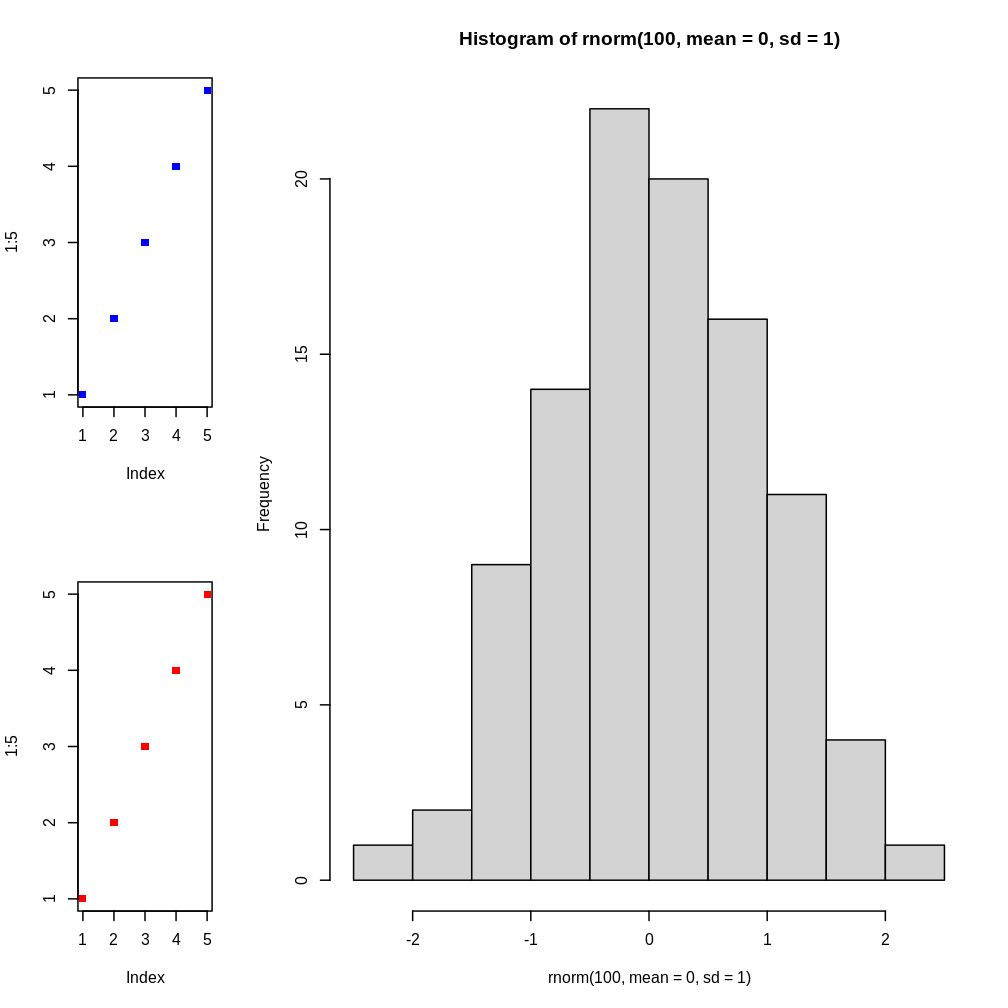 5
4
3
2
1
1:5
1 2 3 4 5
Index
5
4
3
2
1
1:5
1 2 3 4 5
Index
Histogram of rnorm(100, mean = 0, sd = 1)
20
15
10
5
0
Frequency
-2 -1 0 1 2
rnorm(100, mean = 0, sd = 1)